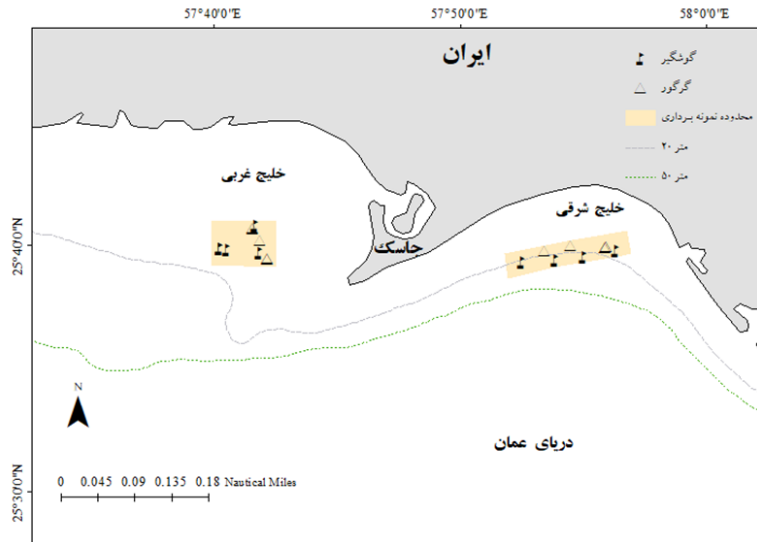 57°40'0"E
57°50'0"E
58°0'0"E
ایران
گوشگیر
گرگور
محدوده نمونه برداری
متر ۲۰
متر ۵۰
خلیج غربی
خلیج شرقی
جاسک
25°40'0"N
25°30'0"N
دریای عمان
N
0 0.045 0.09 0.135 0.18 Nautical Miles